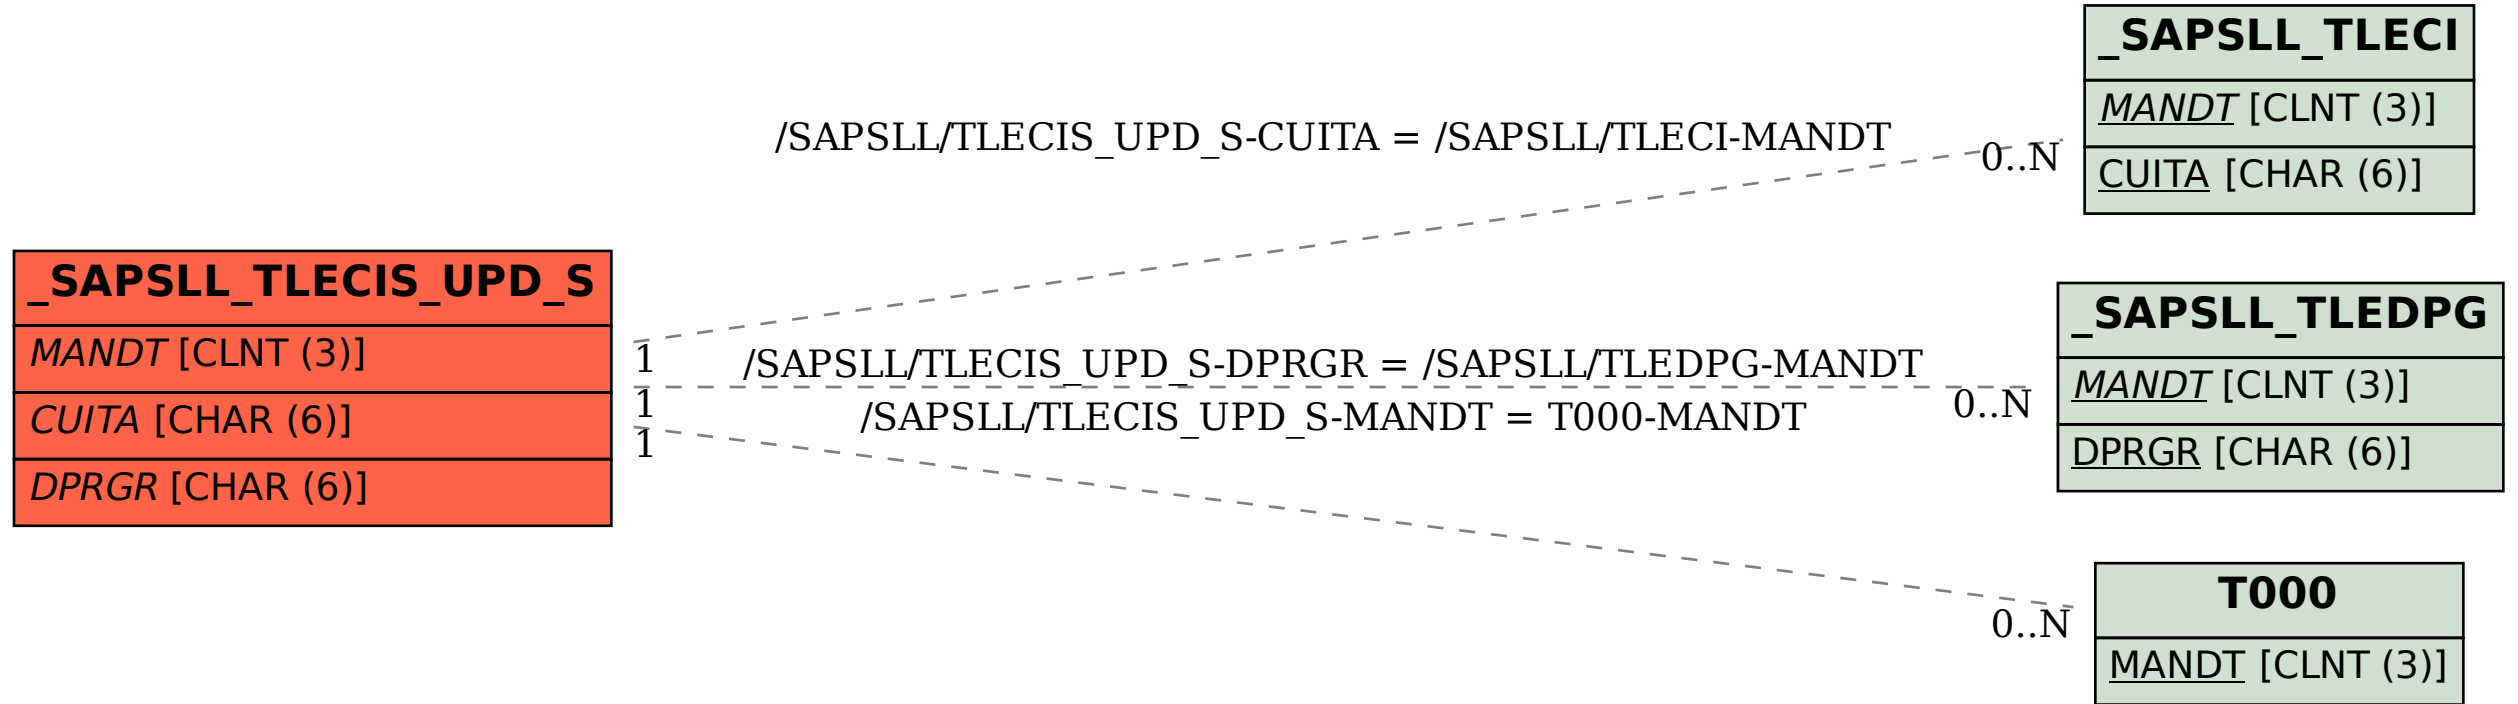 _SAPSLL_TLECIS_UPD_S
MANDT [CLNT (3)]
CUITA [CHAR (6)]
DPRGR [CHAR (6)]
/SAPSLL/TLECIS_UPD_S-CUITA = /SAPSLL/TLECI-MANDT
1
0..N
/SAPSLL/TLECIS_UPD_S-DPRGR = /SAPSLL/TLEDPG-MANDT
1
0..N
/SAPSLL/TLECIS_UPD_S-MANDT = T000-MANDT
1
0..N
_SAPSLL_TLECI
MANDT [CLNT (3)]
CUITA [CHAR (6)]
_SAPSLL_TLEDPG
MANDT [CLNT (3)]
DPRGR [CHAR (6)]
T000
MANDT [CLNT (3)]